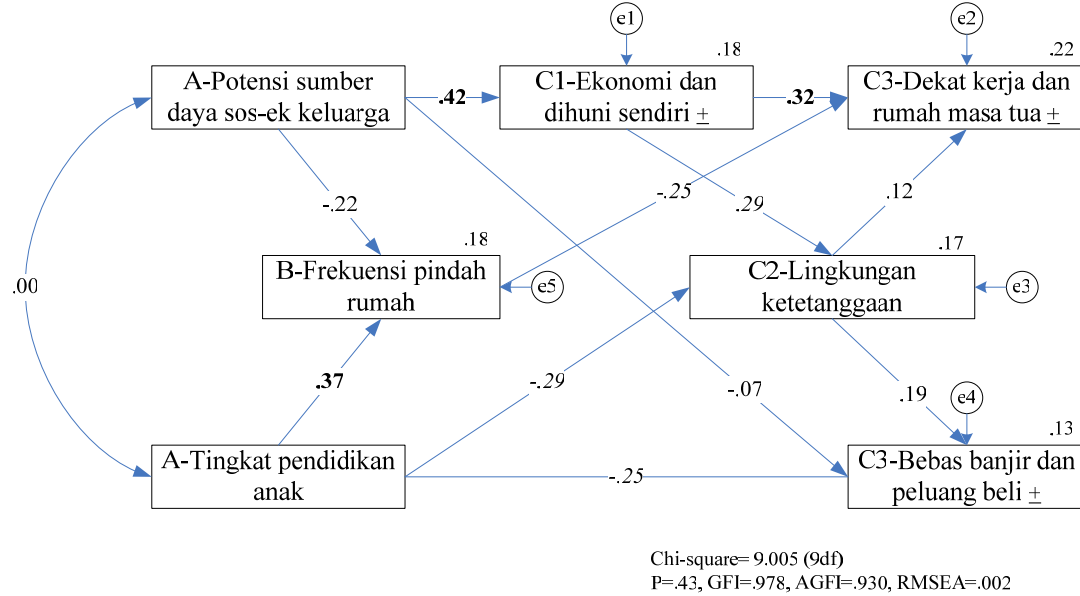 e1
e2
.18
.22
A-Potensi sumber
daya sos-ek keluarga
.42
C1-Ekonomi dan
dihuni sendiri +
.32
C3-Dekat kerja dan
rumah masa tua +
-.22
-.25
.29
.12
.18
.17
B-Frekuensi pindah
rumah
e5
C2-Lingkungan
ketetanggaan
e3
.00
.37
-.29
-.07
.19
e4
.13
A-Tingkat pendidikan
anak
-.25
C3-Bebas banjir dan
peluang beli +
Chi-square= 9.005 (9df)
P=.43, GFI=.978, AGFI=.930, RMSEA=.002